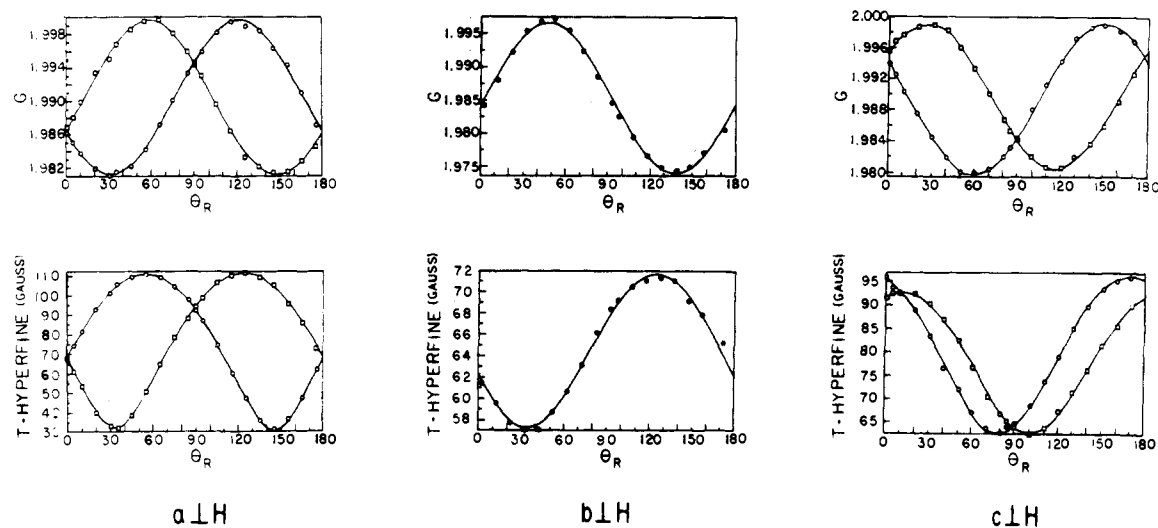 1.998
1.994
1.990
1.986
1.982
G
0 30 60 90 120 150 180
θR
1.995
1.990
1.985
1.980
1.975
G
0 30 60 90 120 150 180
θR
2.000
1.996
1.992
1.988
1.984
1.980
G
0 30 60 90 120 150 180
θR
110
100
90
80
70
60
50
40
T-HYPERFINE (GAUSS)
0 30 60 90 120 150 180
θR
72
70
68
66
64
62
60
58
T-HYPERFINE (GAUSS)
0 30 60 90 120 150 180
θR
95
90
85
80
75
70
65
T-HYPERFINE (GAUSS)
0 30 60 90 120 150 180
θR
a⊥H
b⊥H
c⊥H